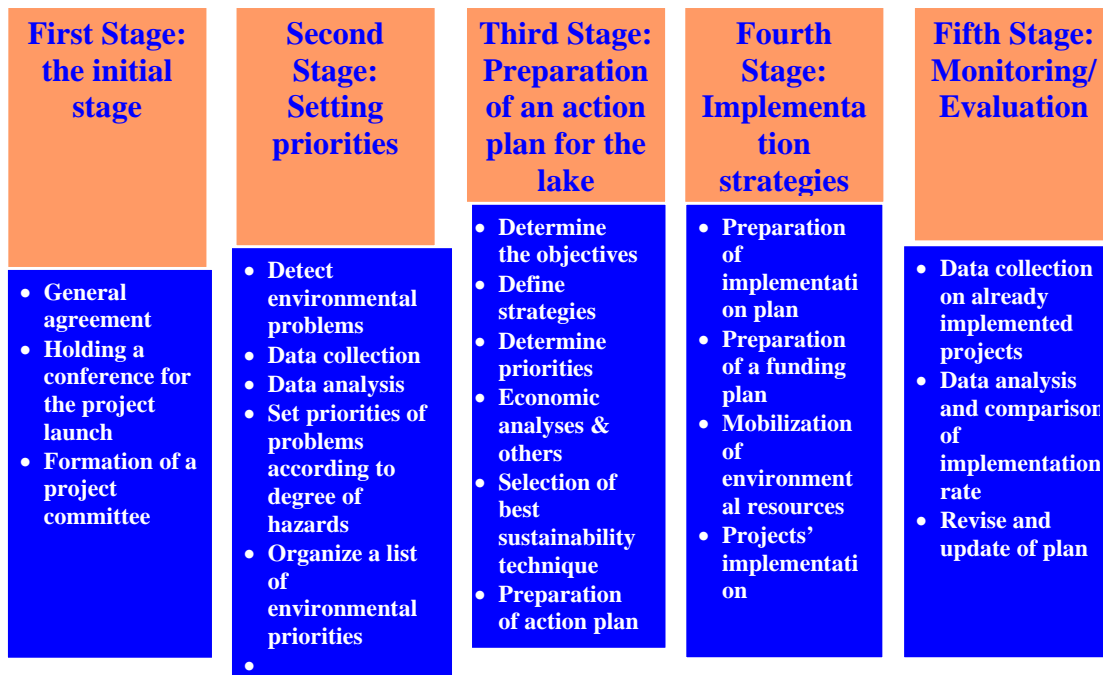 First Stage:
the initial
stage
• General
agreement
• Holding a
conference for
the project
launch
• Formation of a
project
committee
Second
Stage:
Setting
priorities
• Detect
environmental
problems
• Data collection
• Data analysis
• Set priorities of
problems
according to
degree of
hazards
• Organize a list
of
environmental
priorities
•
Third Stage:
Preparation
of an action
plan for the
lake
• Determine
the objectives
• Define
strategies
• Determine
priorities
• Economic
analyses &
others
• Selection of
best
sustainability
technique
• Preparation
of action plan
Fourth
Stage:
Implementa
tion
strategies
• Preparation
of
implementati
on plan
• Preparation
of a funding
plan
• Mobilization
of
environment
al resources
• Projects’
implementati
on
Fifth Stage:
Monitoring/
Evaluation
• Data collection
on already
implemented
projects
• Data analysis
and comparison
of
implementation
rate
• Revise and
update of plan